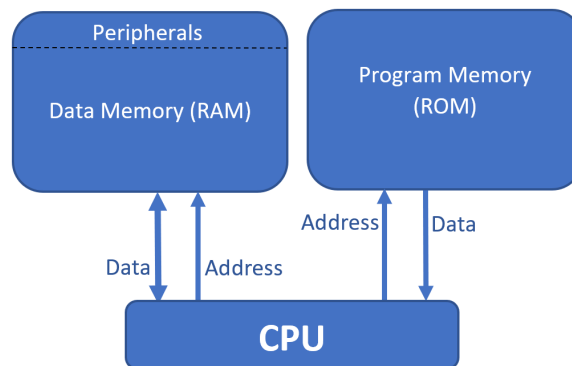 Peripherals
Data Memory (RAM)
Program Memory
(ROM)
Data
Address
Address
Data
CPU